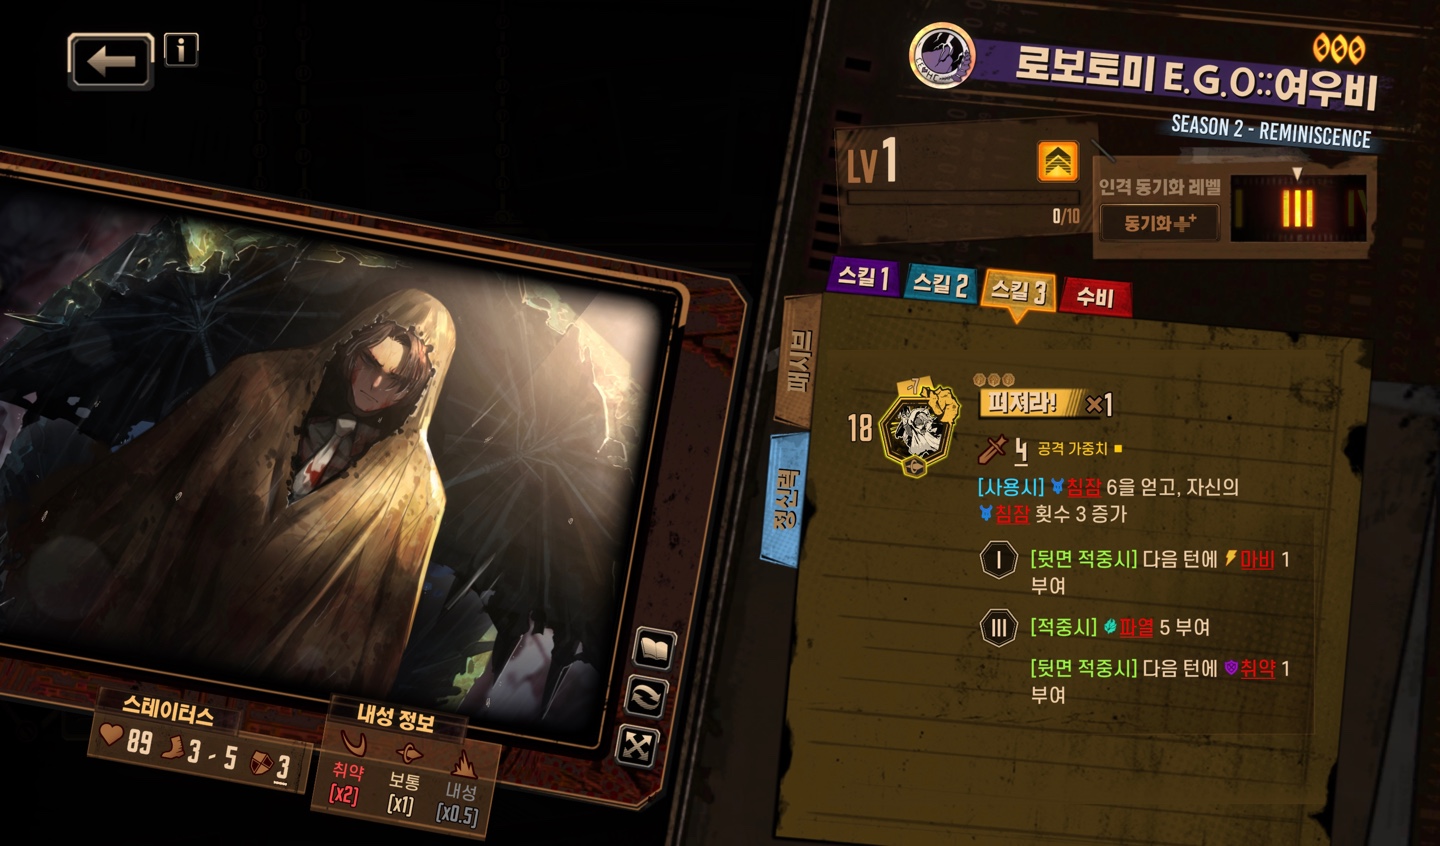 로보토미 E.G.O::여우비
SEASON 2 - REMINISCENCE
LV 1
0/10
인격 동기화 레벨
동기화++
III
스킬 1
스킬 2
스킬 3
수비
패시브
정신력
18
피져라! ×1
4 공격 가중치 ■
[사용시] 침잠 6을 얻고, 자신의
침잠 횟수 3 증가
I [뒷면 적중시] 다음 턴에 마비 1
부여
III [적중시] 파열 5 부여
[뒷면 적중시] 다음 턴에 취약 1
부여
스테이터스
89 3 - 5 3
내성 정보
취약 보통 내성
[x2] [x1] [x0.5]